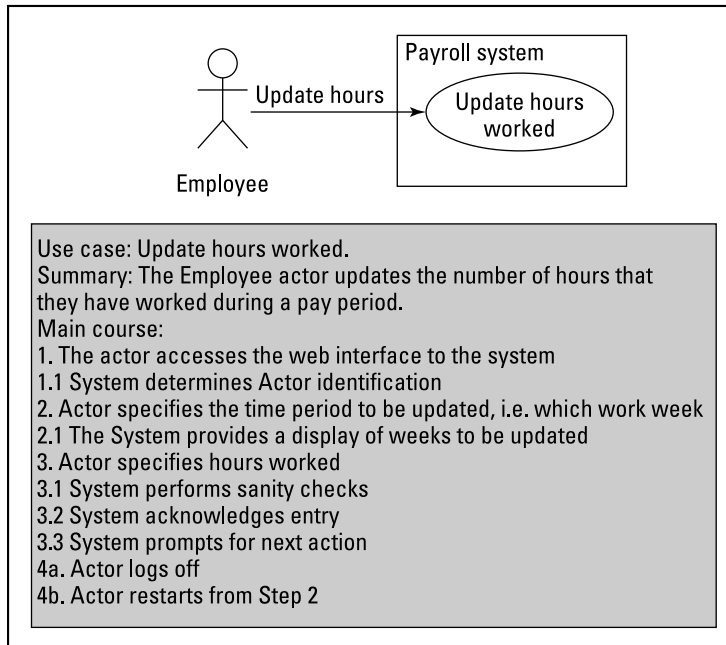 Payroll system
Update hours
Update hours
worked
Employee
Use case: Update hours worked.
Summary: The Employee actor updates the number of hours that
they have worked during a pay period.
Main course:
1. The actor accesses the web interface to the system
1.1 System determines Actor identification
2. Actor specifies the time period to be updated, i.e. which work week
2.1 The System provides a display of weeks to be updated
3. Actor specifies hours worked
3.1 System performs sanity checks
3.2 System acknowledges entry
3.3 System prompts for next action
4a. Actor logs off
4b. Actor restarts from Step 2